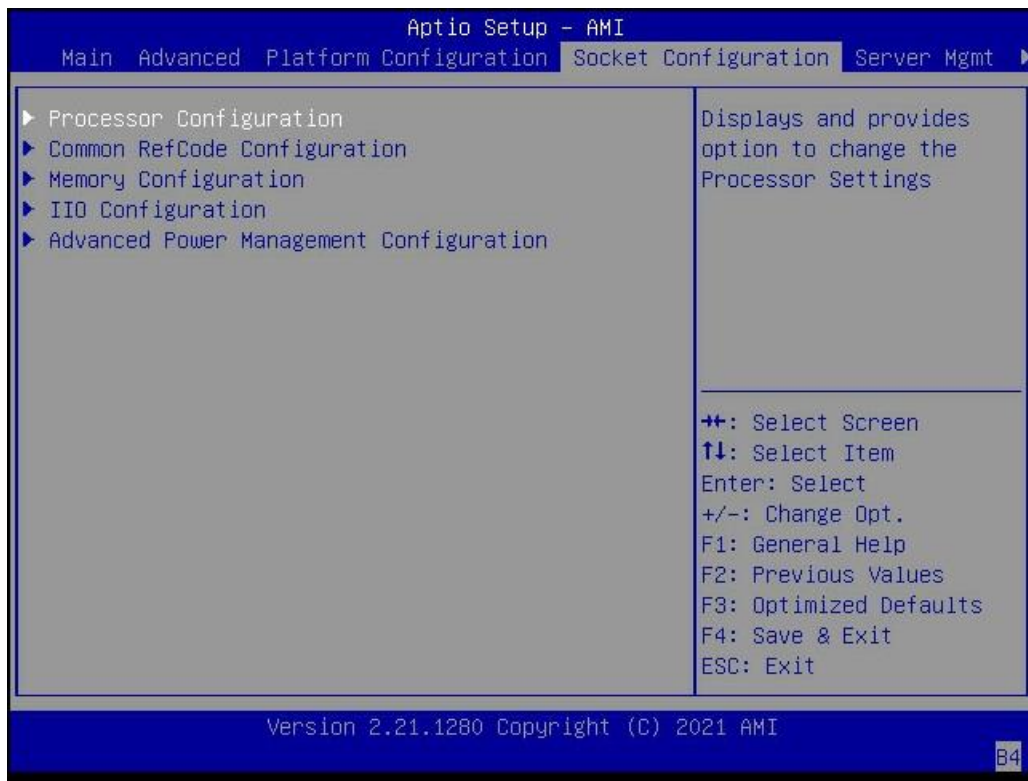 Aptio Setup – AMI
Main Advanced Platform Configuration Socket Configuration Server Mgmt ▶
▶ Processor Configuration
▶ Common RefCode Configuration
▶ Memory Configuration
▶ IIO Configuration
▶ Advanced Power Management Configuration
Displays and provides
option to change the
Processor Settings
→←: Select Screen
↑↓: Select Item
Enter: Select
+/-: Change Opt.
F1: General Help
F2: Previous Values
F3: Optimized Defaults
F4: Save & Exit
ESC: Exit
Version 2.21.1280 Copyright (C) 2021 AMI
B4